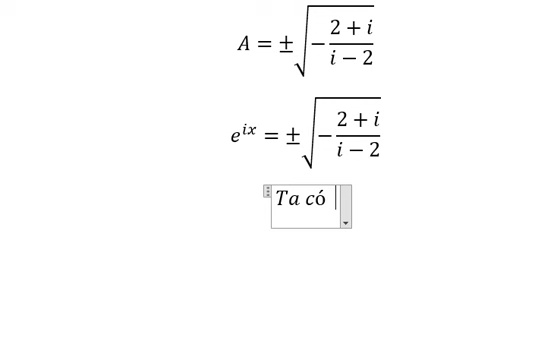 A = ±√(−(2 + i)/(i − 2))
e^{ix} = ±√(−(2 + i)/(i − 2))
Ta có